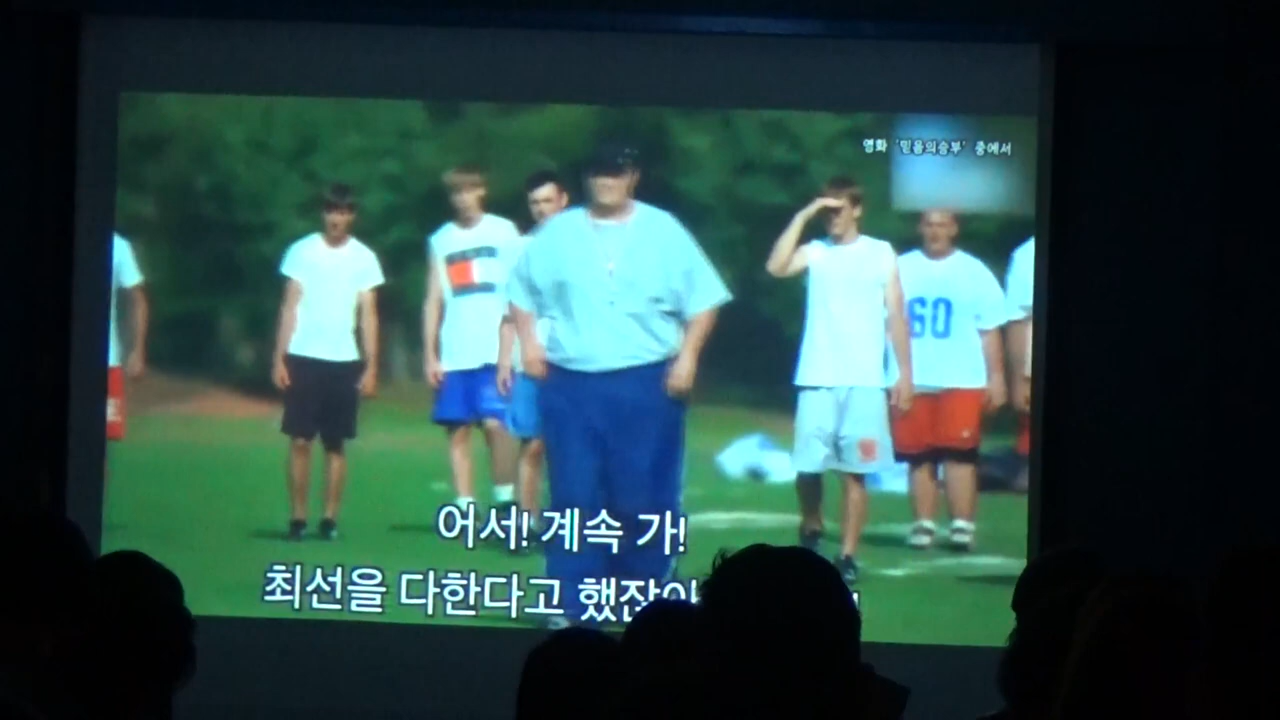 영화 '믿음의승부' 중에서
60
어서! 계속 가!
최선을 다한다고 했잖아